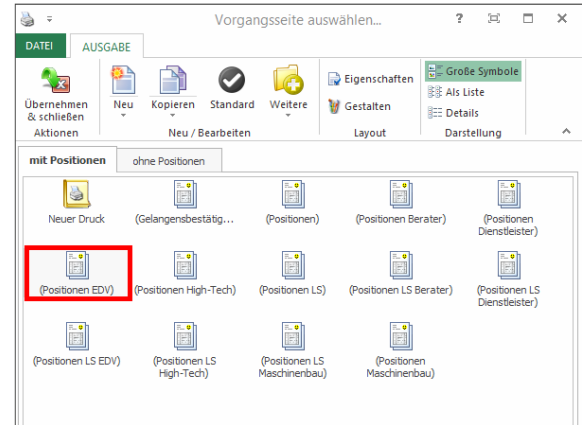 Vorgangsseite auswählen...
DATEI AUSGABE
Übernehmen & schließen
Neu
Kopieren
Standard
Weitere
Eigenschaften
Gestalten
Große Symbole
Als Liste
Details
Aktionen
Neu / Bearbeiten
Layout
Darstellung
mit Positionen
ohne Positionen
Neuer Druck
(Gelangensbestätig...
(Positionen)
(Positionen Berater)
(Positionen
Dienstleister)
(Positionen EDV)
(Positionen High-Tech)
(Positionen LS)
(Positionen LS Berater)
(Positionen LS
Dienstleister)
(Positionen LS EDV)
(Positionen LS
High-Tech)
(Positionen LS
Maschinenbau)
(Positionen
Maschinenbau)